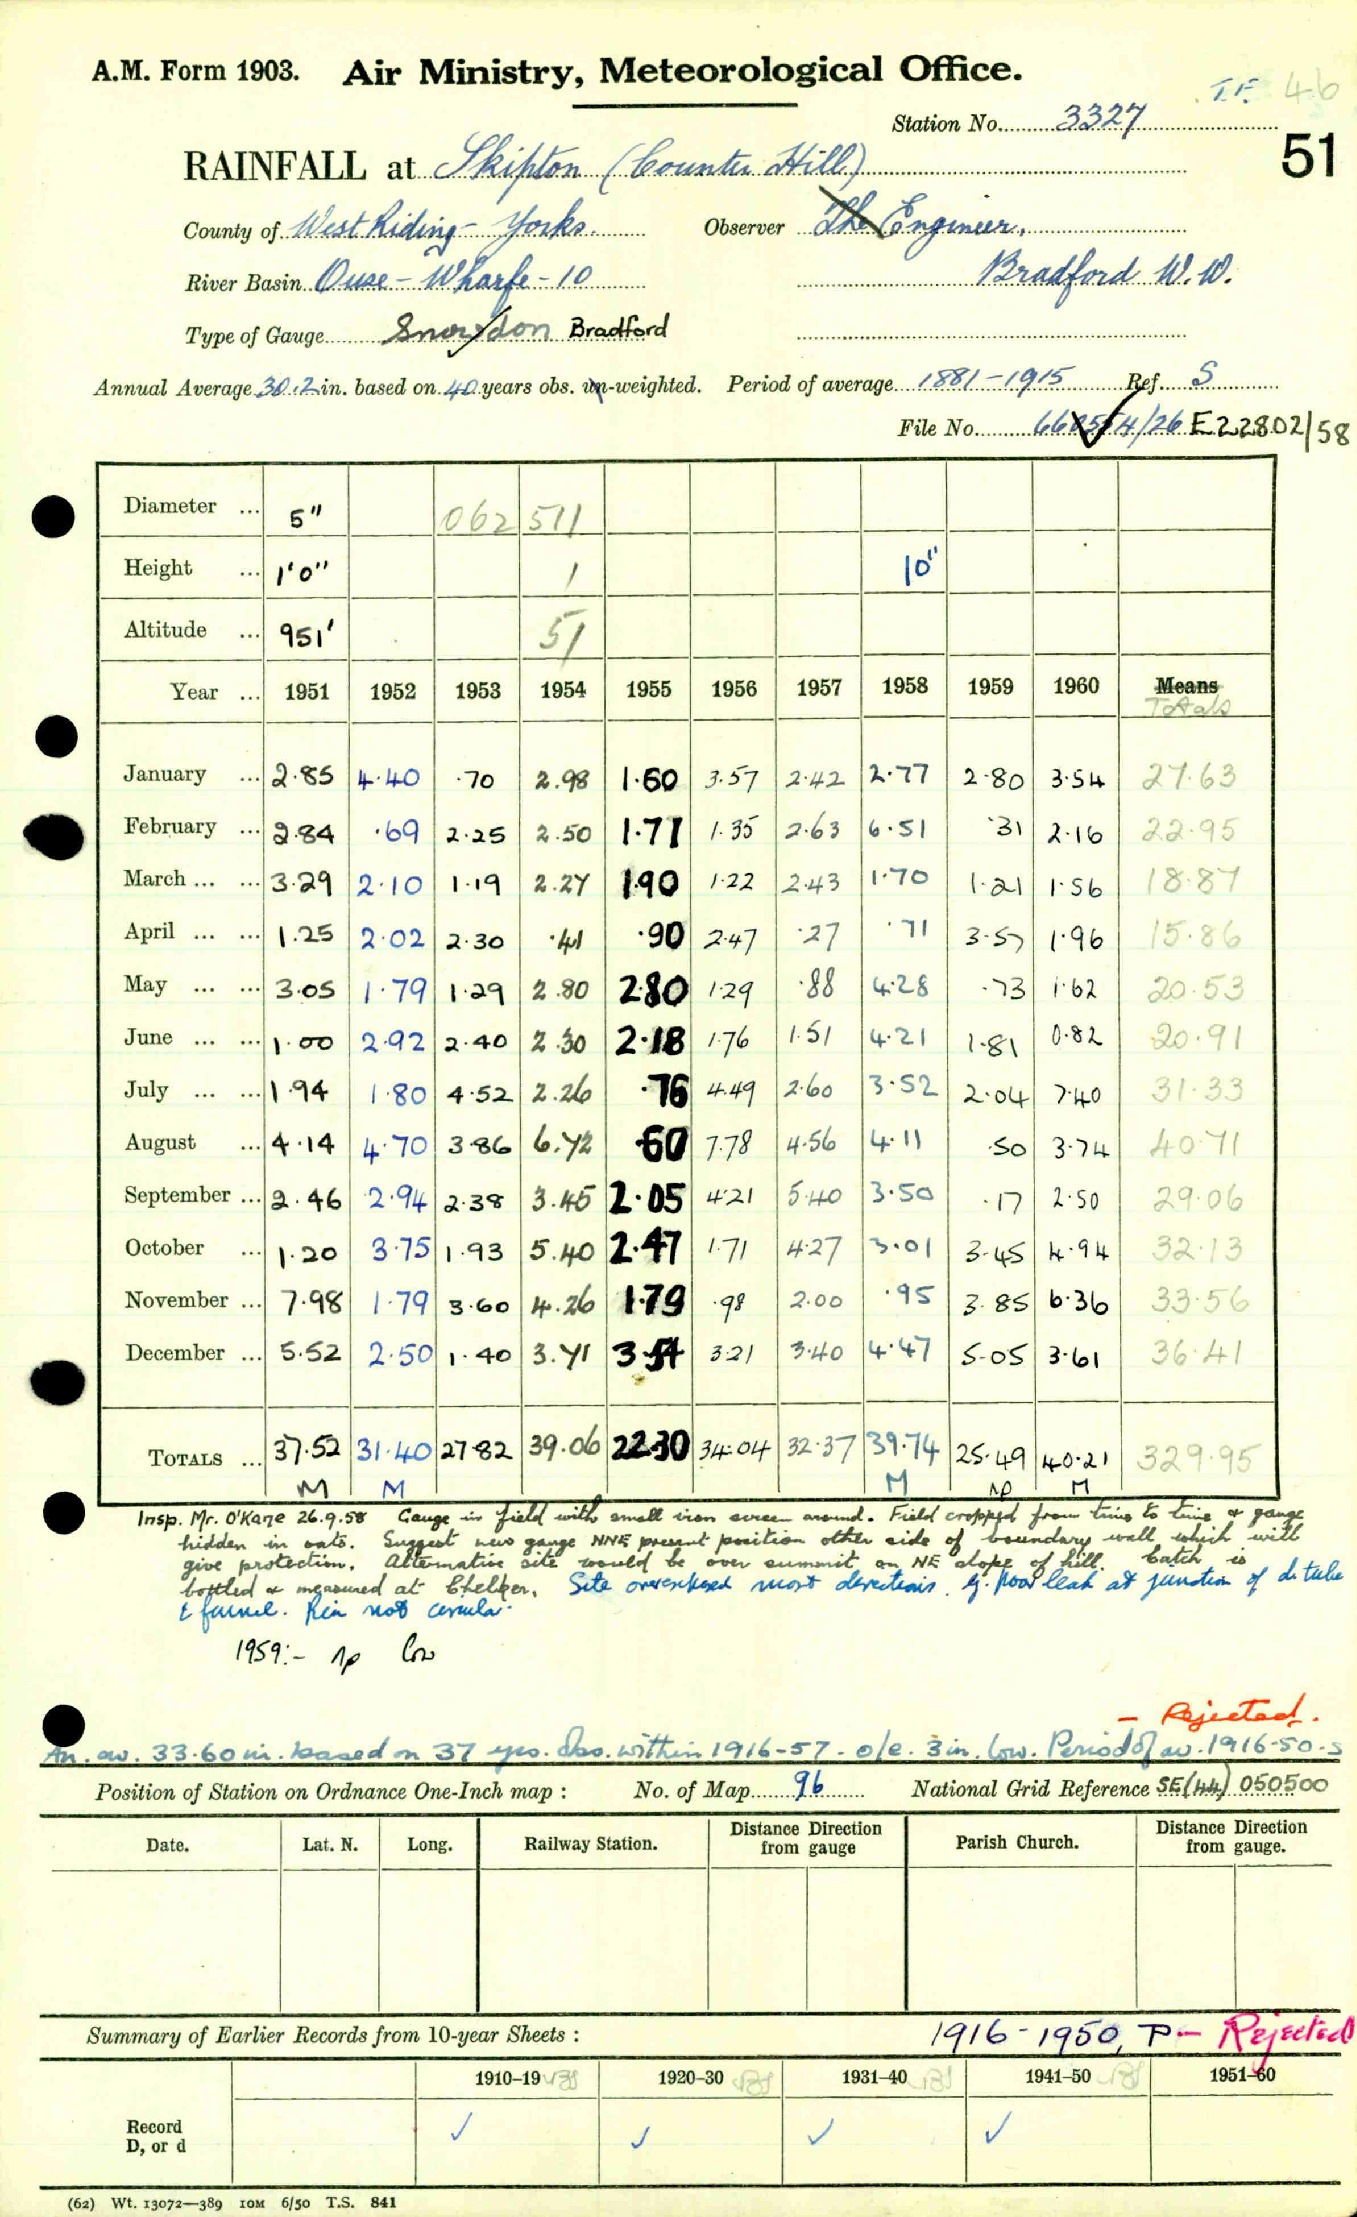 A.M. Form 1903. Air Ministry, Meteorological Office.
T.F. 46
Station No. 3327
51
RAINFALL at Skipton (Counter Hill)
County of West Riding - Yorks. Observer The Engineer,
River Basin Ouse - Wharfe - 10 Bradford W.W.
Type of Gauge Snowdon Bradford
Annual Average 30.2 in. based on 40 years obs. un-weighted. Period of average 1881-1915 Ref. S
File No. E22802/58
Diameter ... 5" 062 511
Height ... 1'0" 1 10"
Altitude ... 951' 51
Year ... 1951 1952 1953 1954 1955 1956 1957 1958 1959 1960 Means
Totals
January ... 2.85 4.40 .70 2.98 1.60 3.57 2.42 2.77 2.80 3.54 27.63
February ... 2.84 .69 2.25 2.50 1.71 1.35 2.63 6.51 .31 2.16 22.95
March ... ... 3.29 2.10 1.19 2.27 1.90 1.22 2.43 1.70 1.21 1.56 18.87
April ... ... 1.25 2.02 2.30 .41 .90 2.47 .27 .71 3.57 1.96 15.86
May ... ... 3.05 1.79 1.29 2.80 2.80 1.29 .88 4.28 .73 1.62 20.53
June ... ... 1.00 2.92 2.40 2.30 2.18 1.76 1.51 4.21 1.81 0.82 20.91
July ... ... 1.94 1.80 4.52 2.26 .76 4.49 2.60 3.52 2.04 7.40 31.33
August ... 4.14 4.70 3.86 6.72 .60 7.78 4.56 4.11 .50 3.74 40.71
September ... 2.46 2.94 2.38 3.45 2.05 4.21 5.40 3.50 .17 2.50 29.06
October ... 1.20 3.75 1.93 5.40 2.47 1.71 4.27 3.01 3.45 4.94 32.13
November ... 7.98 1.79 3.60 4.26 1.79 .98 2.00 .95 3.85 6.36 33.56
December ... 5.52 2.50 1.40 3.71 3.54 3.21 3.40 4.47 5.05 3.61 36.41
TOTALS ... 37.52 31.40 27.82 39.06 22.30 34.04 32.37 39.74 25.49 40.21 329.95
M M M np M
Insp. Mr. O'Kane 26.9.58 Gauge in field with small iron screen around. Field cropped from time to time & gauge
hidden in oats. Suggest new gauge NNE present position other side of boundary wall which will
give protection. Alternative site would be over summit on NE slope of hill. Catch is
bottled & measured at Chelker. Site overexposed most directions. leak at junction of tube
& funnel. Rim not circular.
1959:- np low
- Rejected.
An. av. 33.60 in. based on 37 yrs. obs. within 1916-57 - o/e. 3 in. low. Period of av. 1916-50 - S
Position of Station on Ordnance One-Inch map : No. of Map 96 National Grid Reference SE(44) 050500
Date. Lat. N. Long. Railway Station. Distance Direction from gauge Parish Church. Distance Direction from gauge.
Summary of Earlier Records from 10-year Sheets : 1916-1950, P - Rejected
1910-19 1920-30 1931-40 1941-50 1951-60
Record
D, or d
✓ ✓ ✓ ✓
(62) Wt. 13072—389 10M 6/50 T.S. 841